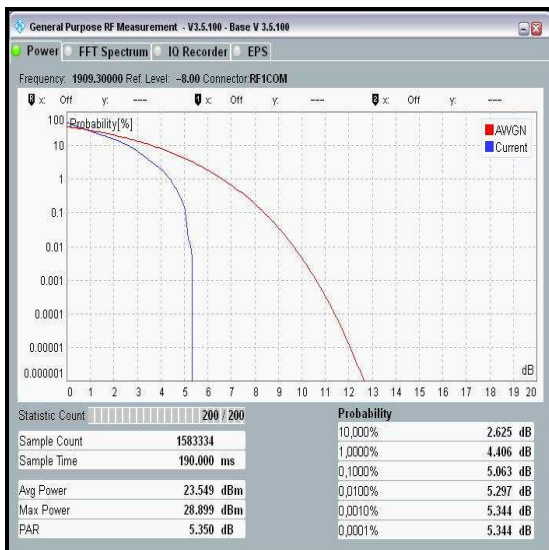 General Purpose RF Measurement - V3.5.100 - Base V 3.5.100
Power FFT Spectrum IQ Recorder EPS
Frequency: 1909.30000 Ref. Level: -8.00 Connector:RF1COM
x: Off y: --- 1 x: Off y: --- 2 x: Off y: ---
Probability[%]
AWGN
Current
100
10
1
0.1
0.01
0.001
0.0001
0.00001
0.000001
dB
0 1 2 3 4 5 6 7 8 9 10 11 12 13 14 15 16 17 18 19 20
Statistic Count 200 / 200
Sample Count 1583334
Sample Time 190.000 ms
Avg Power 23.549 dBm
Max Power 28.899 dBm
PAR 5.350 dB
Probability
10,000% 2.625 dB
1,0000% 4.406 dB
0,1000% 5.063 dB
0,0100% 5.297 dB
0,0010% 5.344 dB
0,0001% 5.344 dB